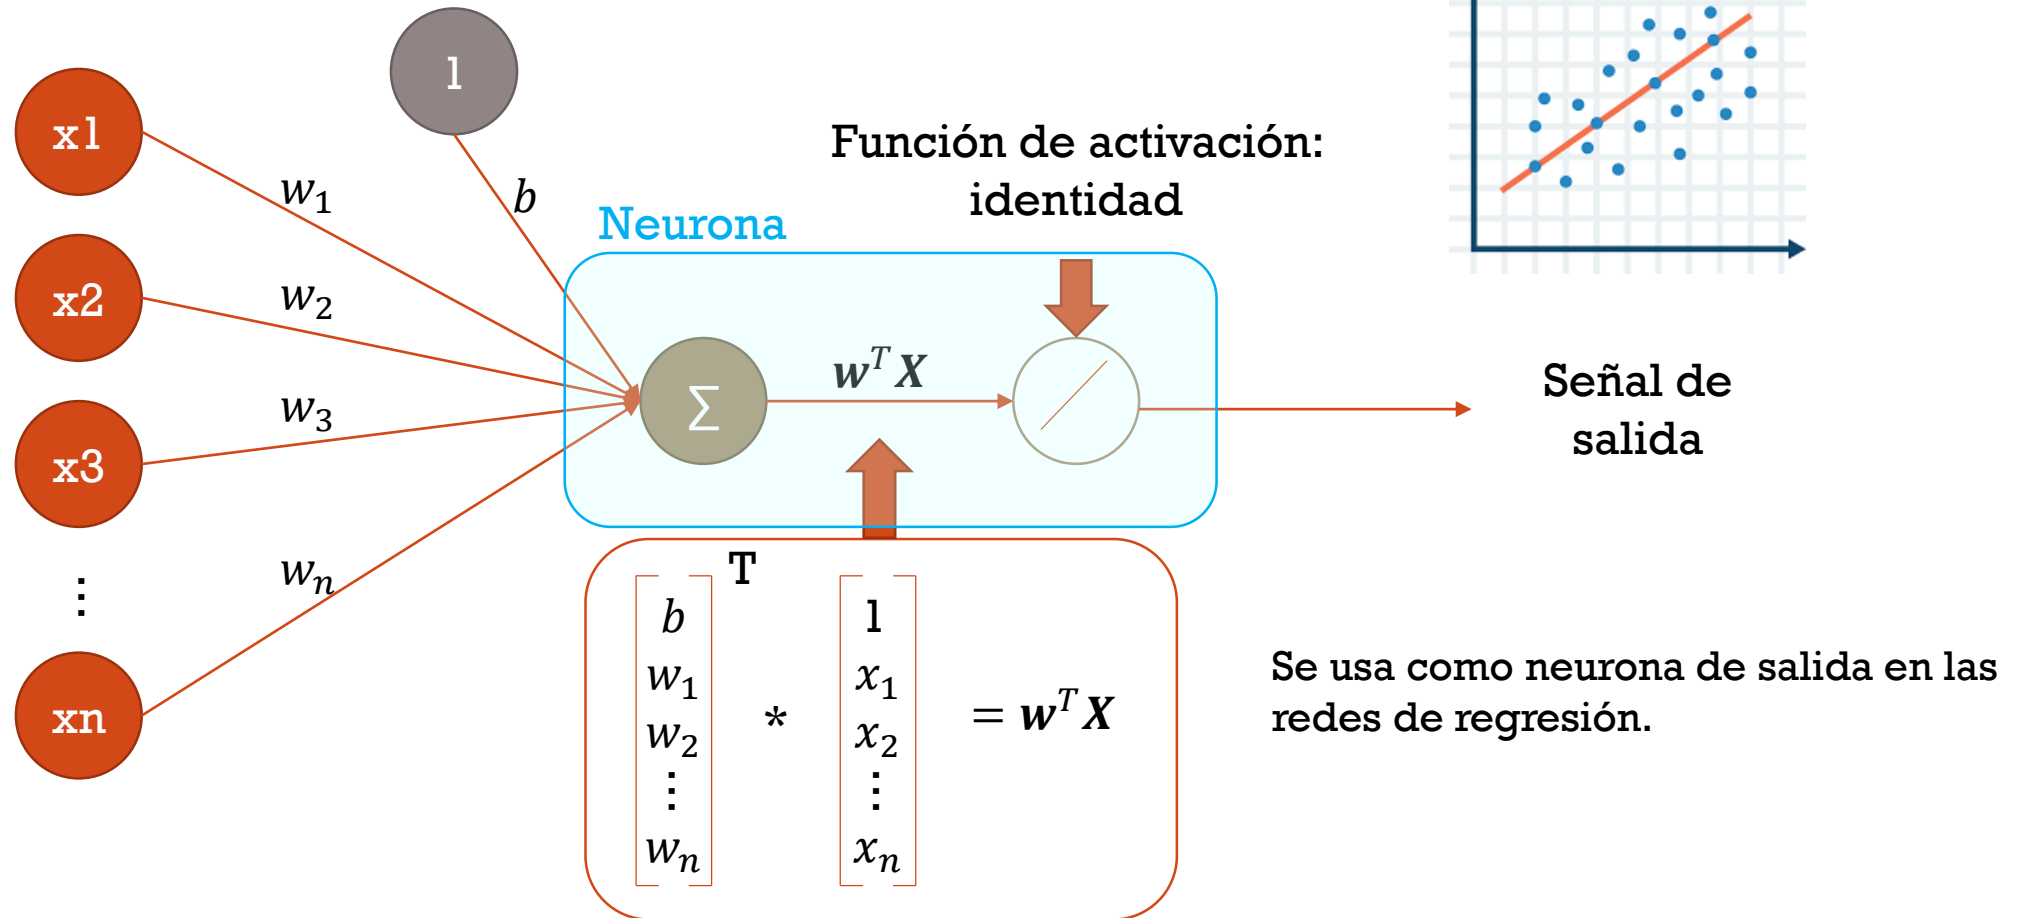 1
x1
x2
x3
⋮
xn
w₁
w₂
w₃
wₙ
b
Neurona
Función de activación:
identidad
∑
wᵀX
Señal de
salida
T
b
w₁
w₂
⋮
wₙ
*
1
x₁
x₂
⋮
xₙ
= wᵀX
Se usa como neurona de salida en las
redes de regresión.